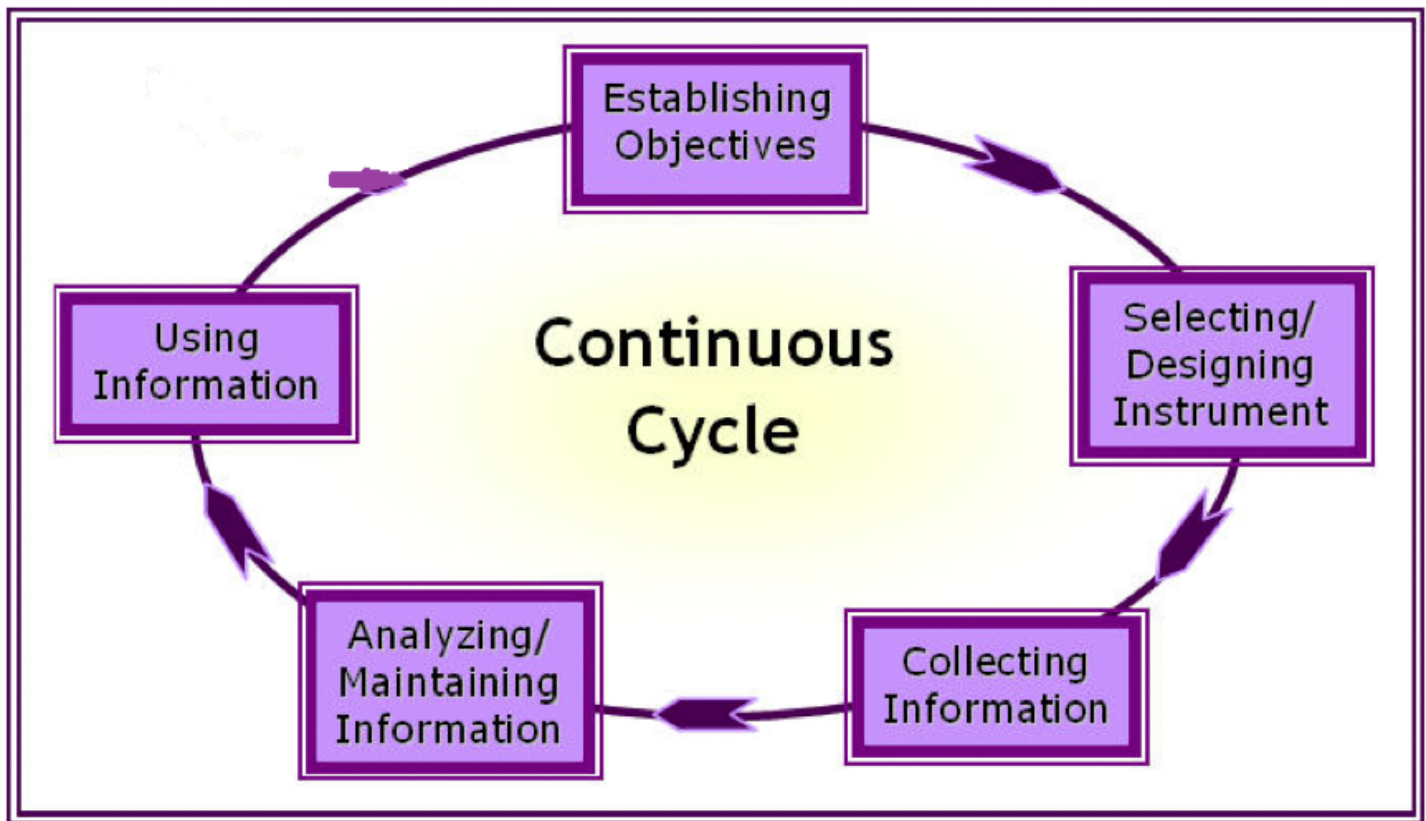 Establishing
Objectives
Selecting/
Designing
Instrument
Collecting
Information
Analyzing/
Maintaining
Information
Using
Information
Continuous
Cycle